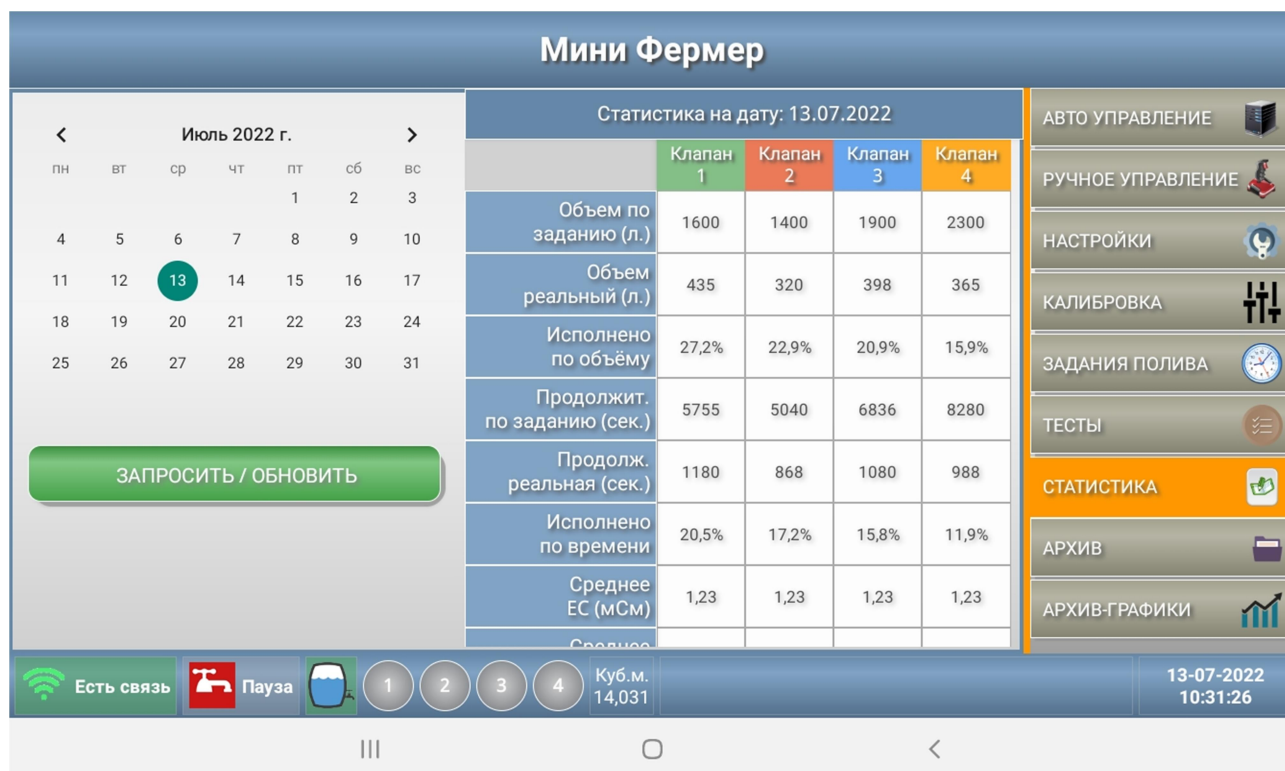 Мини Фермер
Июль 2022 г.
пн вт ср чт пт сб вс
1 2 3
4 5 6 7 8 9 10
11 12 13 14 15 16 17
18 19 20 21 22 23 24
25 26 27 28 29 30 31
ЗАПРОСИТЬ / ОБНОВИТЬ
Статистика на дату: 13.07.2022
Клапан Клапан Клапан Клапан
1 2 3 4
Объем по
заданию (л.) 1600 1400 1900 2300
Объем
реальный (л.) 435 320 398 365
Исполнено
по объёму 27,2% 22,9% 20,9% 15,9%
Продолжит.
по заданию (сек.) 5755 5040 6836 8280
Продолж.
реальная (сек.) 1180 868 1080 988
Исполнено
по времени 20,5% 17,2% 15,8% 11,9%
Среднее
ЕС (мСм) 1,23 1,23 1,23 1,23
Среднее
АВТО УПРАВЛЕНИЕ
РУЧНОЕ УПРАВЛЕНИЕ
НАСТРОЙКИ
КАЛИБРОВКА
ЗАДАНИЯ ПОЛИВА
ТЕСТЫ
СТАТИСТИКА
АРХИВ
АРХИВ-ГРАФИКИ
Есть связь Пауза 1 2 3 4
Куб.м.
14,031
13-07-2022
10:31:26